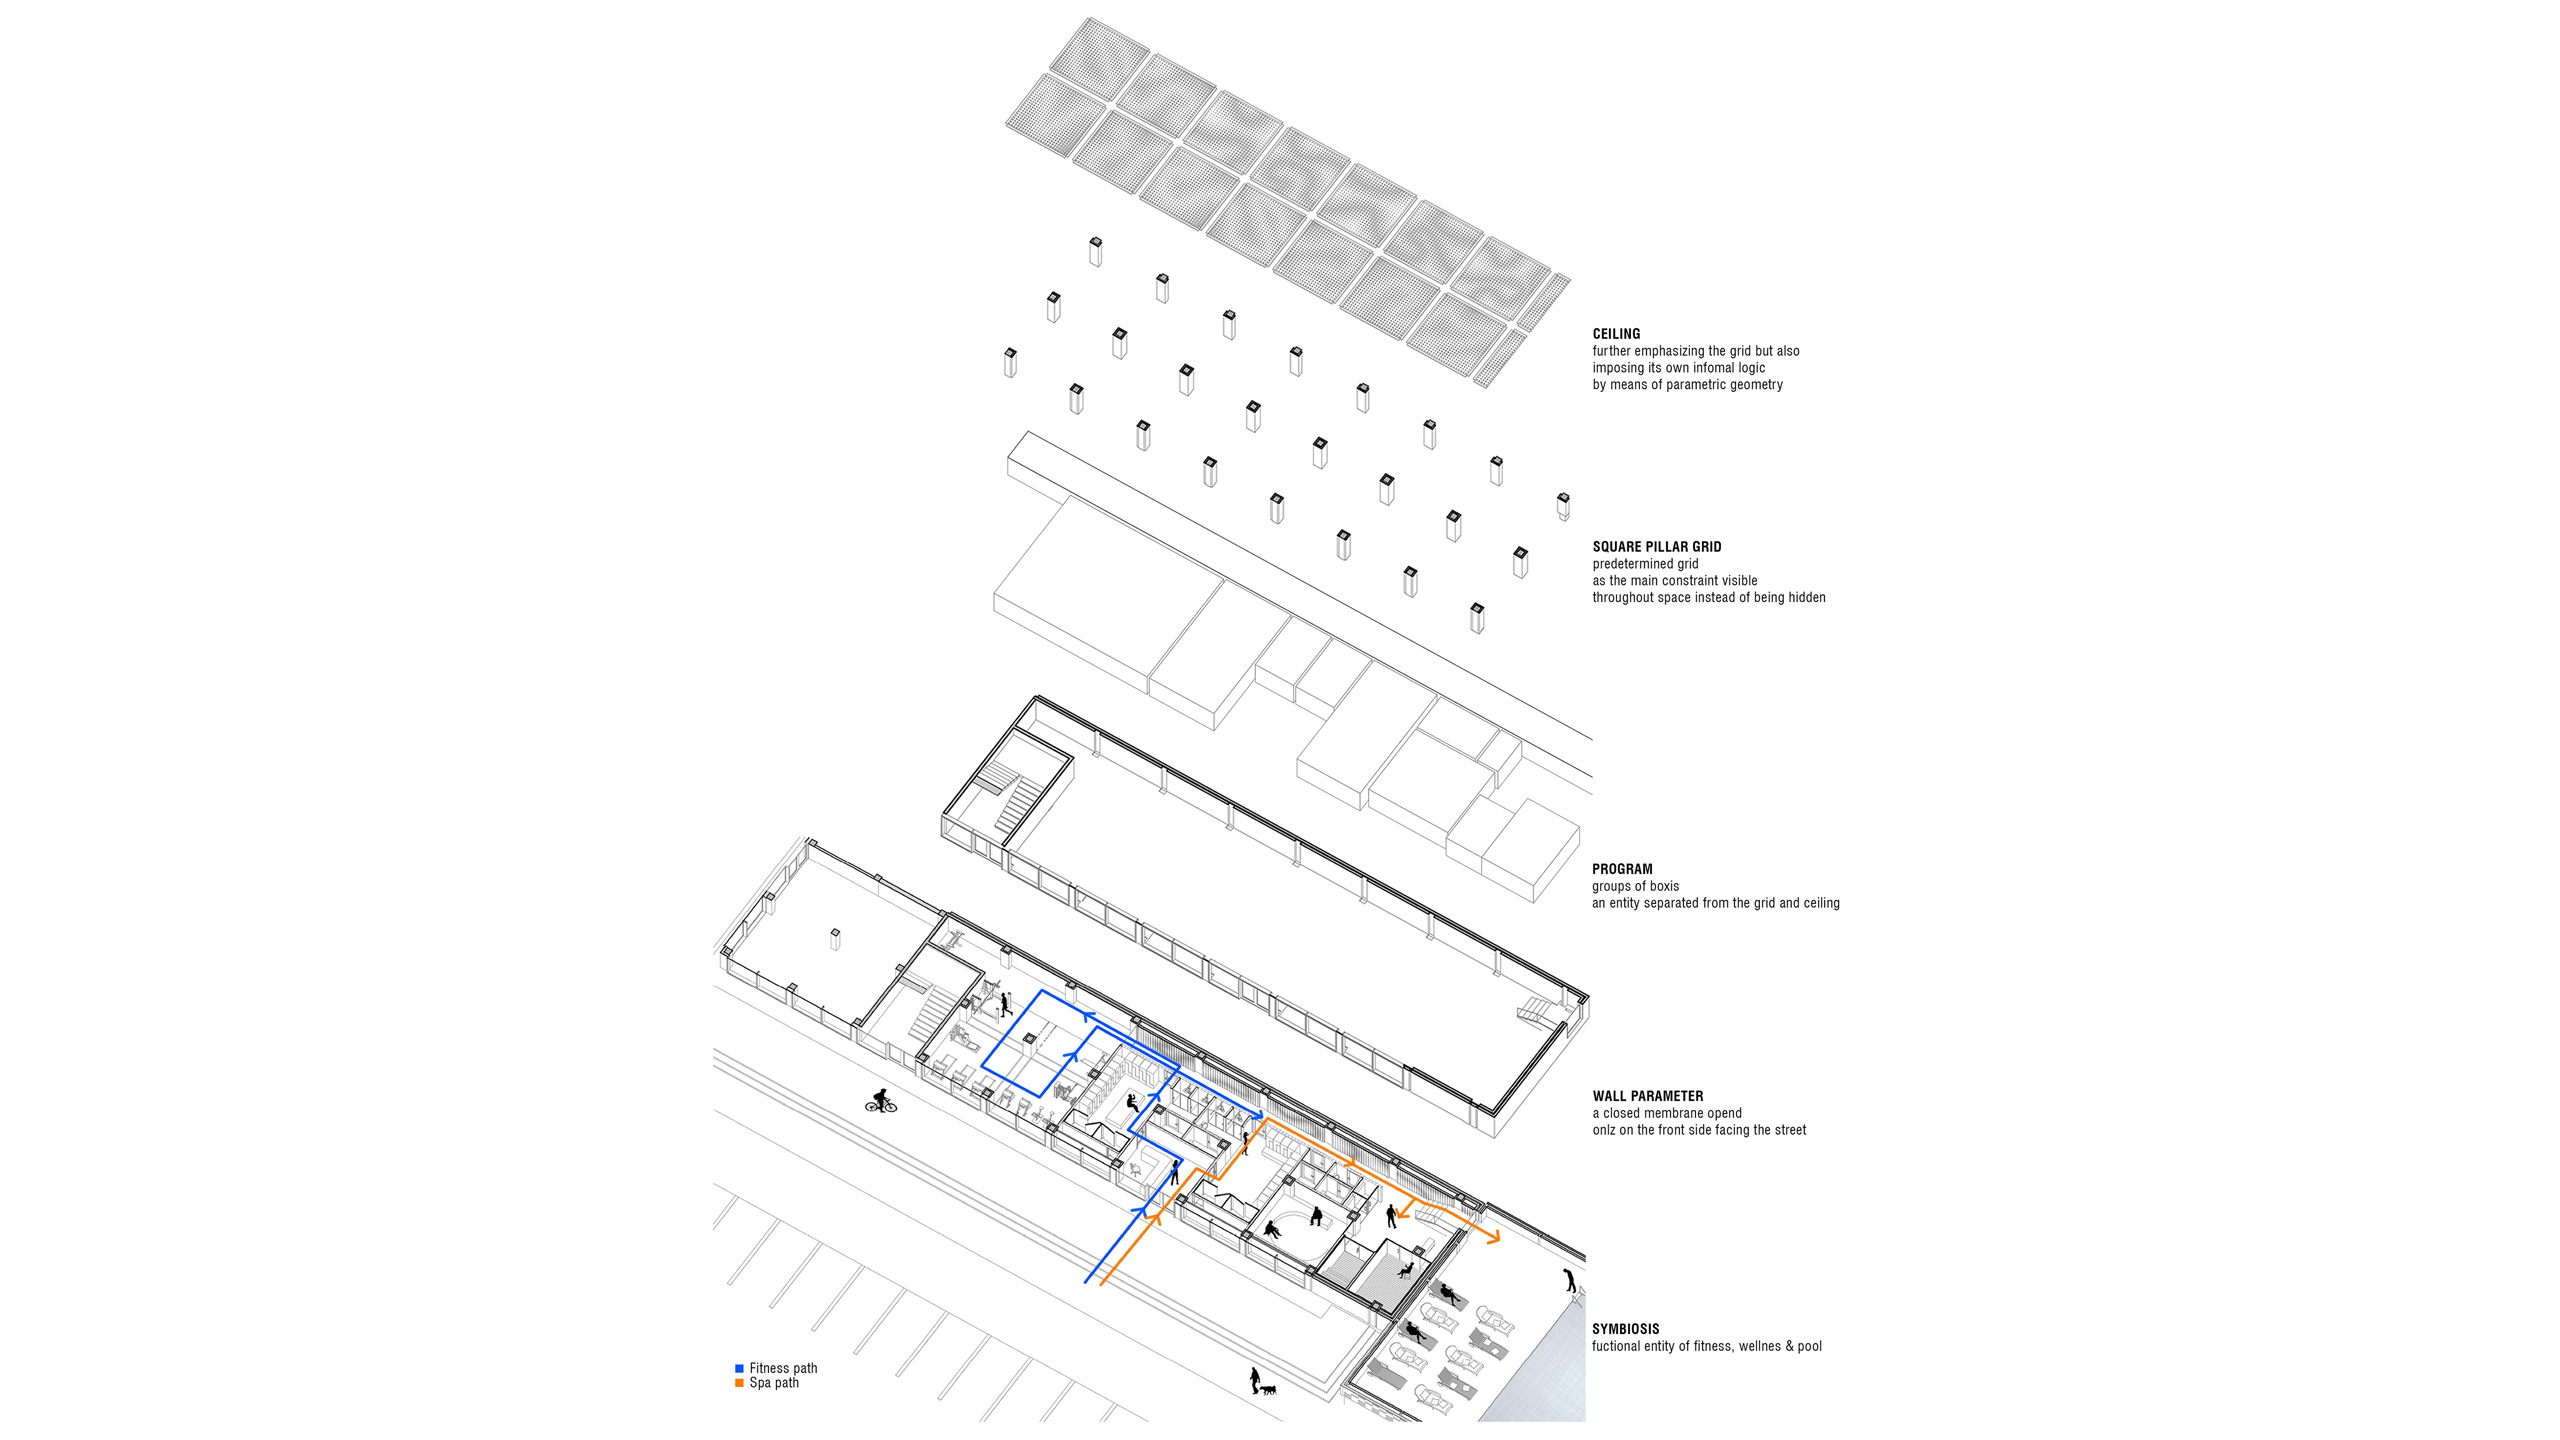 CEILING
further emphasizing the grid but also
imposing its own infomal logic
by means of parametric geometry
SQUARE PILLAR GRID
predetermined grid
as the main constraint visible
throughout space instead of being hidden
PROGRAM
groups of boxis
an entity separated from the grid and ceiling
WALL PARAMETER
a closed membrane opend
onlz on the front side facing the street
SYMBIOSIS
fuctional entity of fitness, wellnes & pool
Fitness path
Spa path